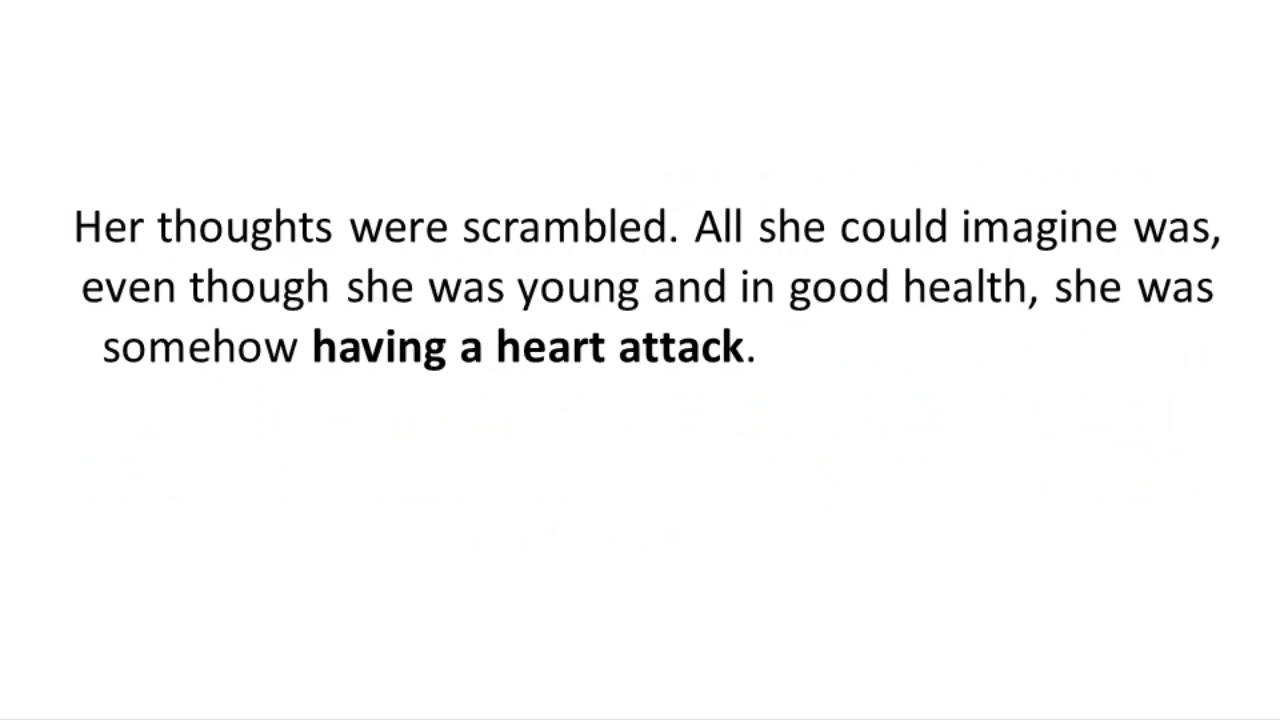 Her thoughts were scrambled. All she could imagine was,
even though she was young and in good health, she was
somehow having a heart attack.